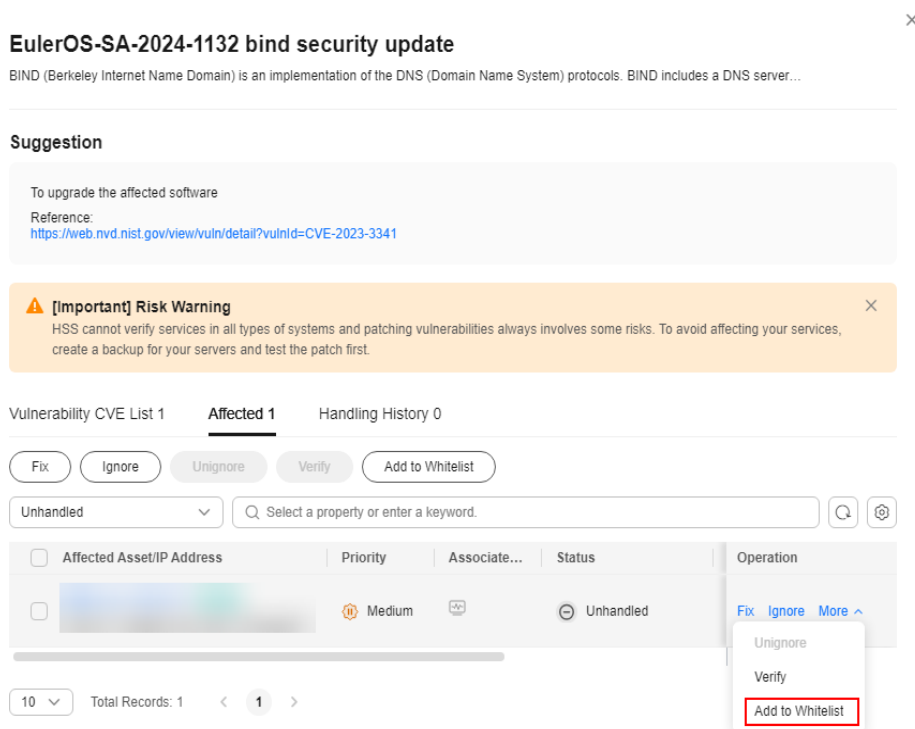 EulerOS-SA-2024-1132 bind security update
BIND (Berkeley Internet Name Domain) is an implementation of the DNS (Domain Name System) protocols. BIND includes a DNS server...
Suggestion
To upgrade the affected software
Reference:
https://web.nvd.nist.gov/view/vuln/detail?vulnId=CVE-2023-3341
[Important] Risk Warning
HSS cannot verify services in all types of systems and patching vulnerabilities always involves some risks. To avoid affecting your services,
create a backup for your servers and test the patch first.
Vulnerability CVE List 1 Affected 1 Handling History 0
Fix Ignore Unignore Verify Add to Whitelist
Unhandled Select a property or enter a keyword.
Affected Asset/IP Address Priority Associate... Status Operation
Medium Unhandled Fix Ignore More
Unignore
Verify
Add to Whitelist
10 Total Records: 1 < 1 >